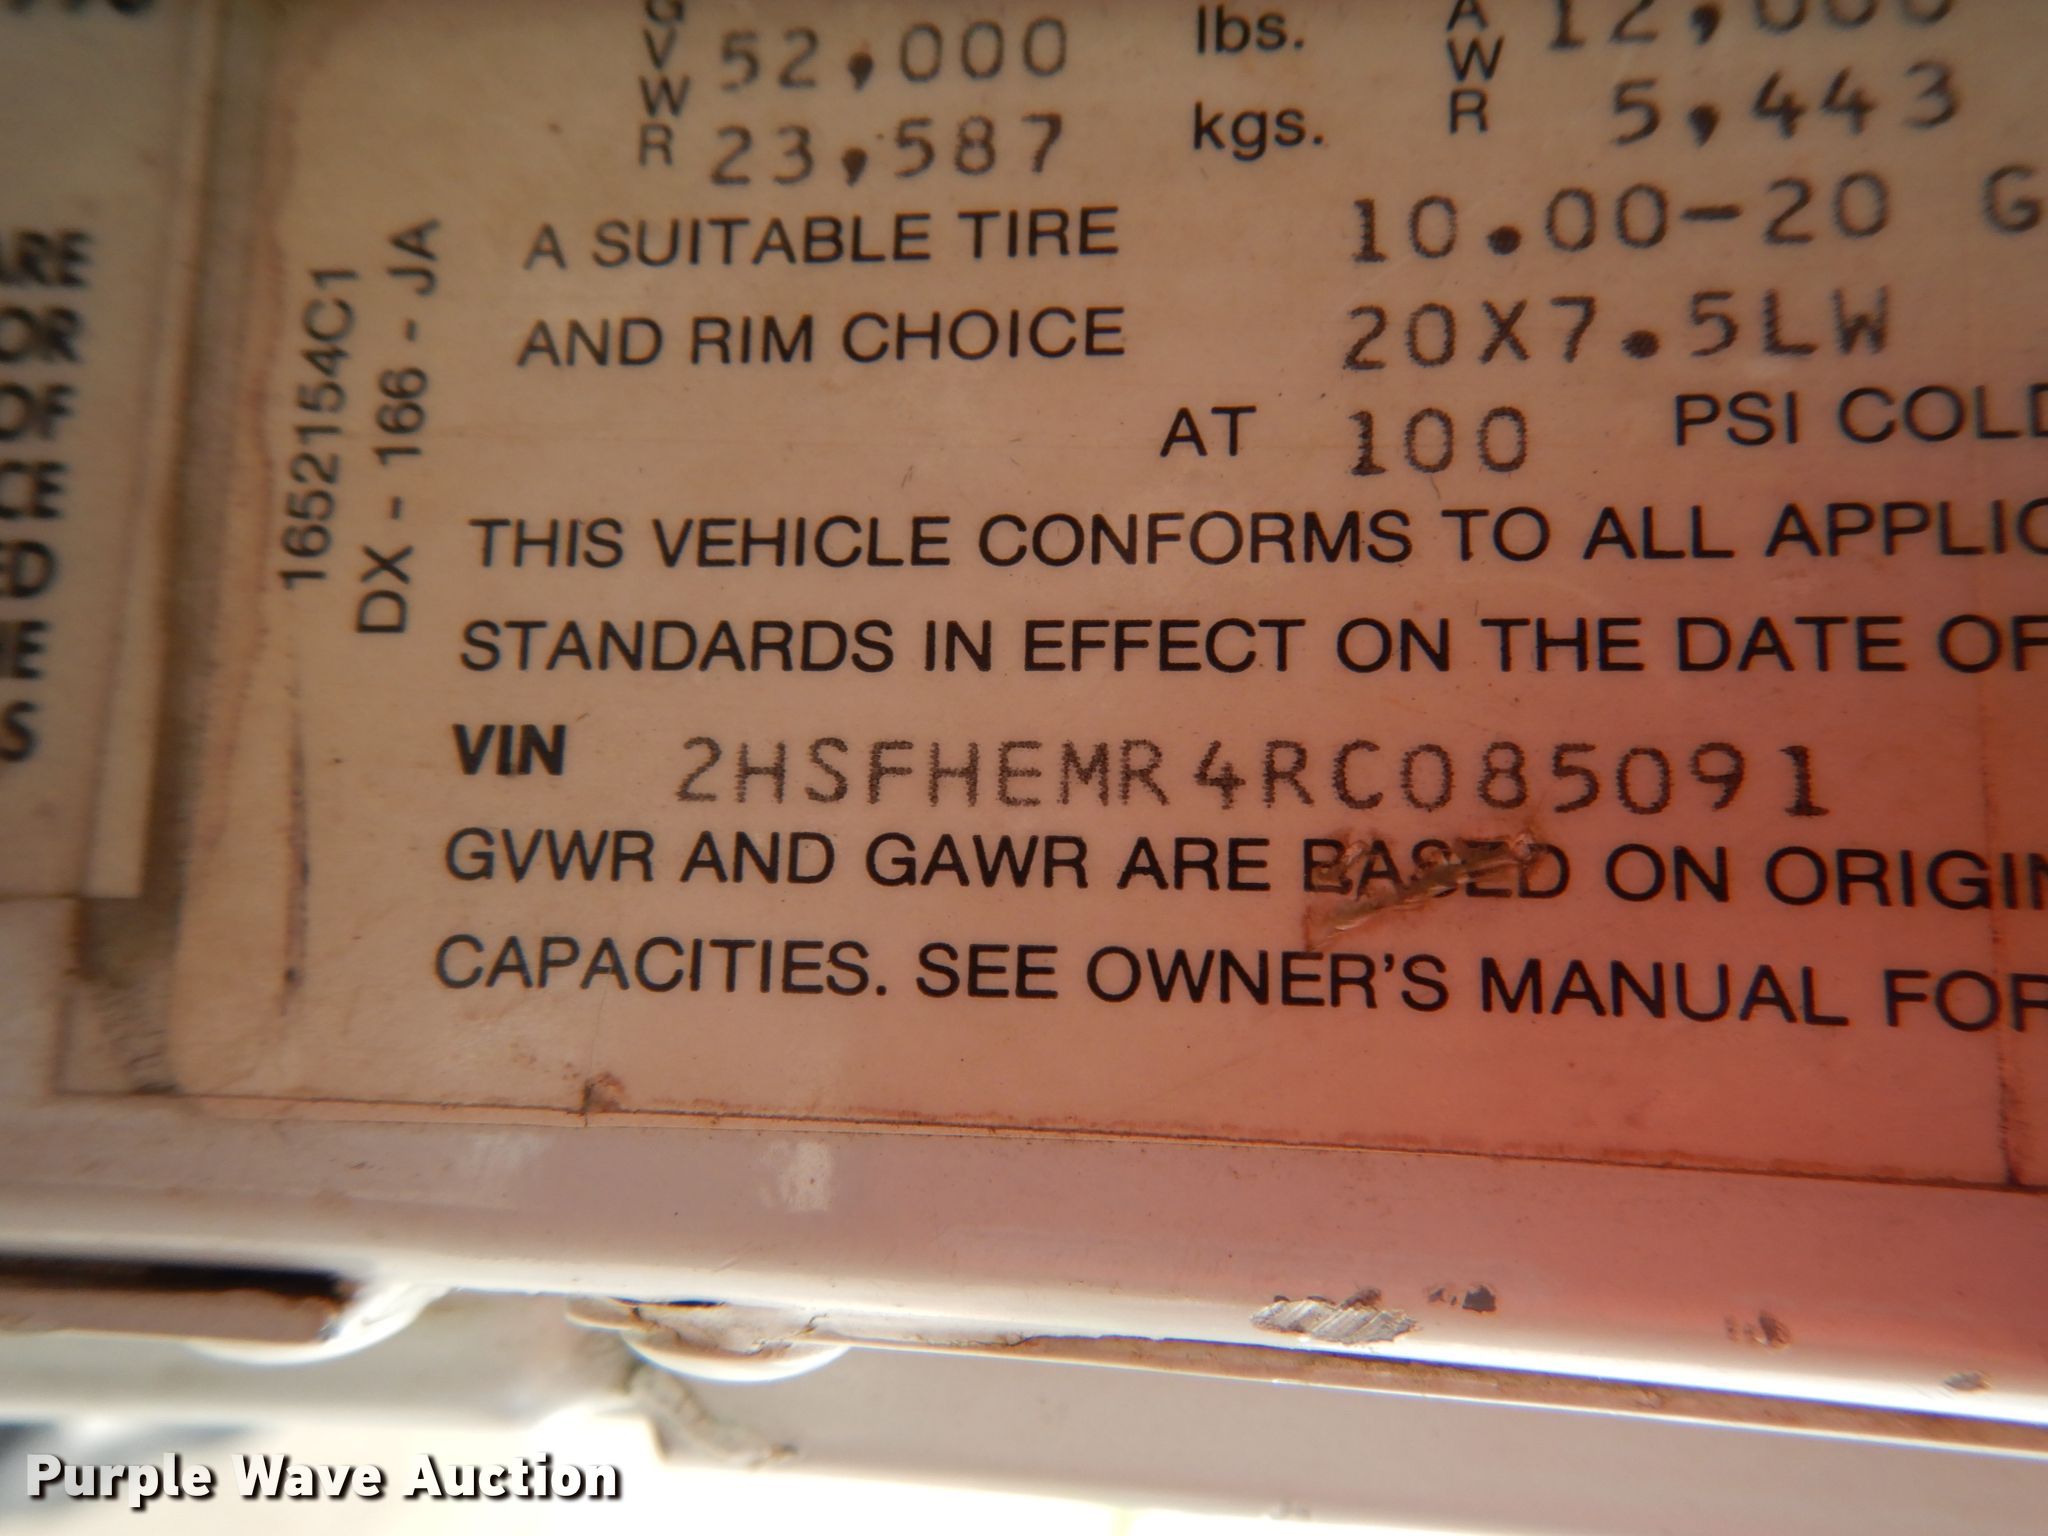 GVWR 52,000 lbs. AWR 12,000
23,587 kgs. 5,443
A SUITABLE TIRE 10.00-20 G
AND RIM CHOICE 20X7.5LW
AT 100 PSI COLD
THIS VEHICLE CONFORMS TO ALL APPLIC
STANDARDS IN EFFECT ON THE DATE OF
VIN 2HSFHEMR4RC085091
GVWR AND GAWR ARE BASED ON ORIGIN
CAPACITIES. SEE OWNER'S MANUAL FOR
1652154C1
DX - 166 - JA
Purple Wave Auction